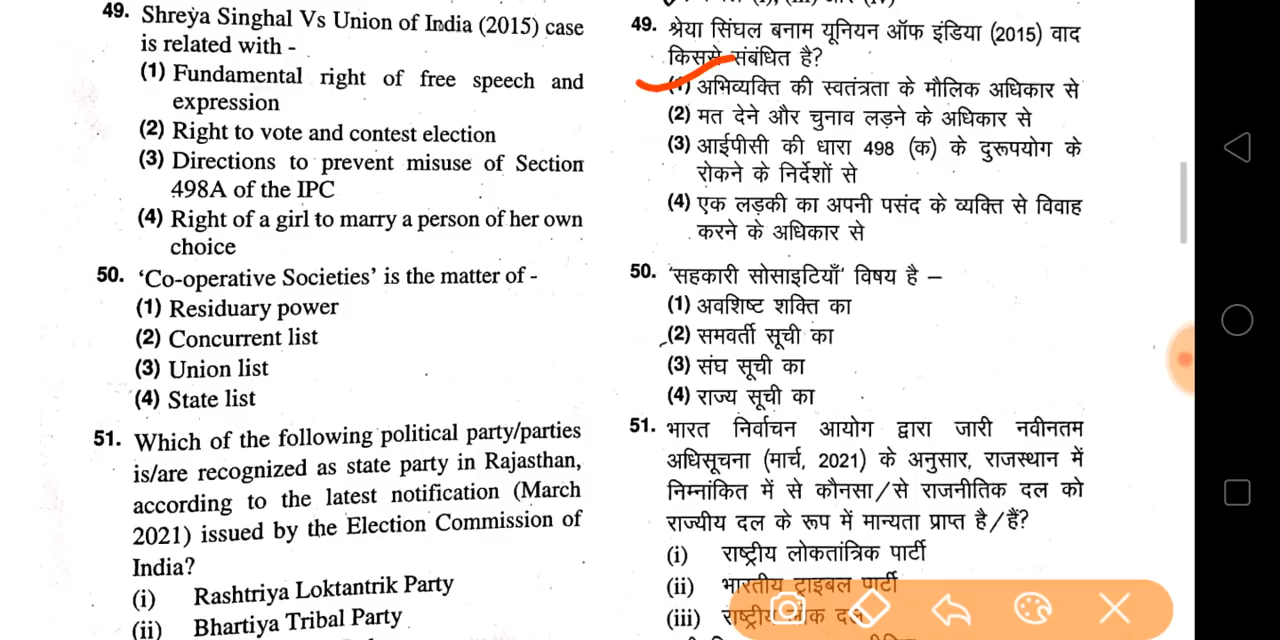 49. Shreya Singhal Vs Union of India (2015) case
is related with -
(1) Fundamental right of free speech and
expression
(2) Right to vote and contest election
(3) Directions to prevent misuse of Section
498A of the IPC
(4) Right of a girl to marry a person of her own
choice
50. ‘Co-operative Societies’ is the matter of -
(1) Residuary power
(2) Concurrent list
(3) Union list
(4) State list
51. Which of the following political party/parties
is/are recognized as state party in Rajasthan,
according to the latest notification (March
2021) issued by the Election Commission of
India?
(i) Rashtriya Loktantrik Party
(ii) Bhartiya Tribal Party
49. श्रेया सिंघल बनाम यूनियन ऑफ इंडिया (2015) वाद
किससे संबंधित है?
(1) अभिव्यक्ति की स्वतंत्रता के मौलिक अधिकार से
(2) मत देने और चुनाव लड़ने के अधिकार से
(3) आईपीसी की धारा 498 (क) के दुरूपयोग के
रोकने के निर्देशों से
(4) एक लड़की का अपनी पसंद के व्यक्ति से विवाह
करने के अधिकार से
50. ‘सहकारी सोसाइटियाँ’ विषय है –
(1) अवशिष्ट शक्ति का
(2) समवर्ती सूची का
(3) संघ सूची का
(4) राज्य सूची का
51. भारत निर्वाचन आयोग द्वारा जारी नवीनतम
अधिसूचना (मार्च, 2021) के अनुसार, राजस्थान में
निम्नांकित में से कौनसा/से राजनीतिक दल को
राज्यीय दल के रूप में मान्यता प्राप्त है/हैं?
(i) राष्ट्रीय लोकतांत्रिक पार्टी
(ii) भारतीय ट्राइबल पार्टी
(iii) राष्ट्रीय लोक दल